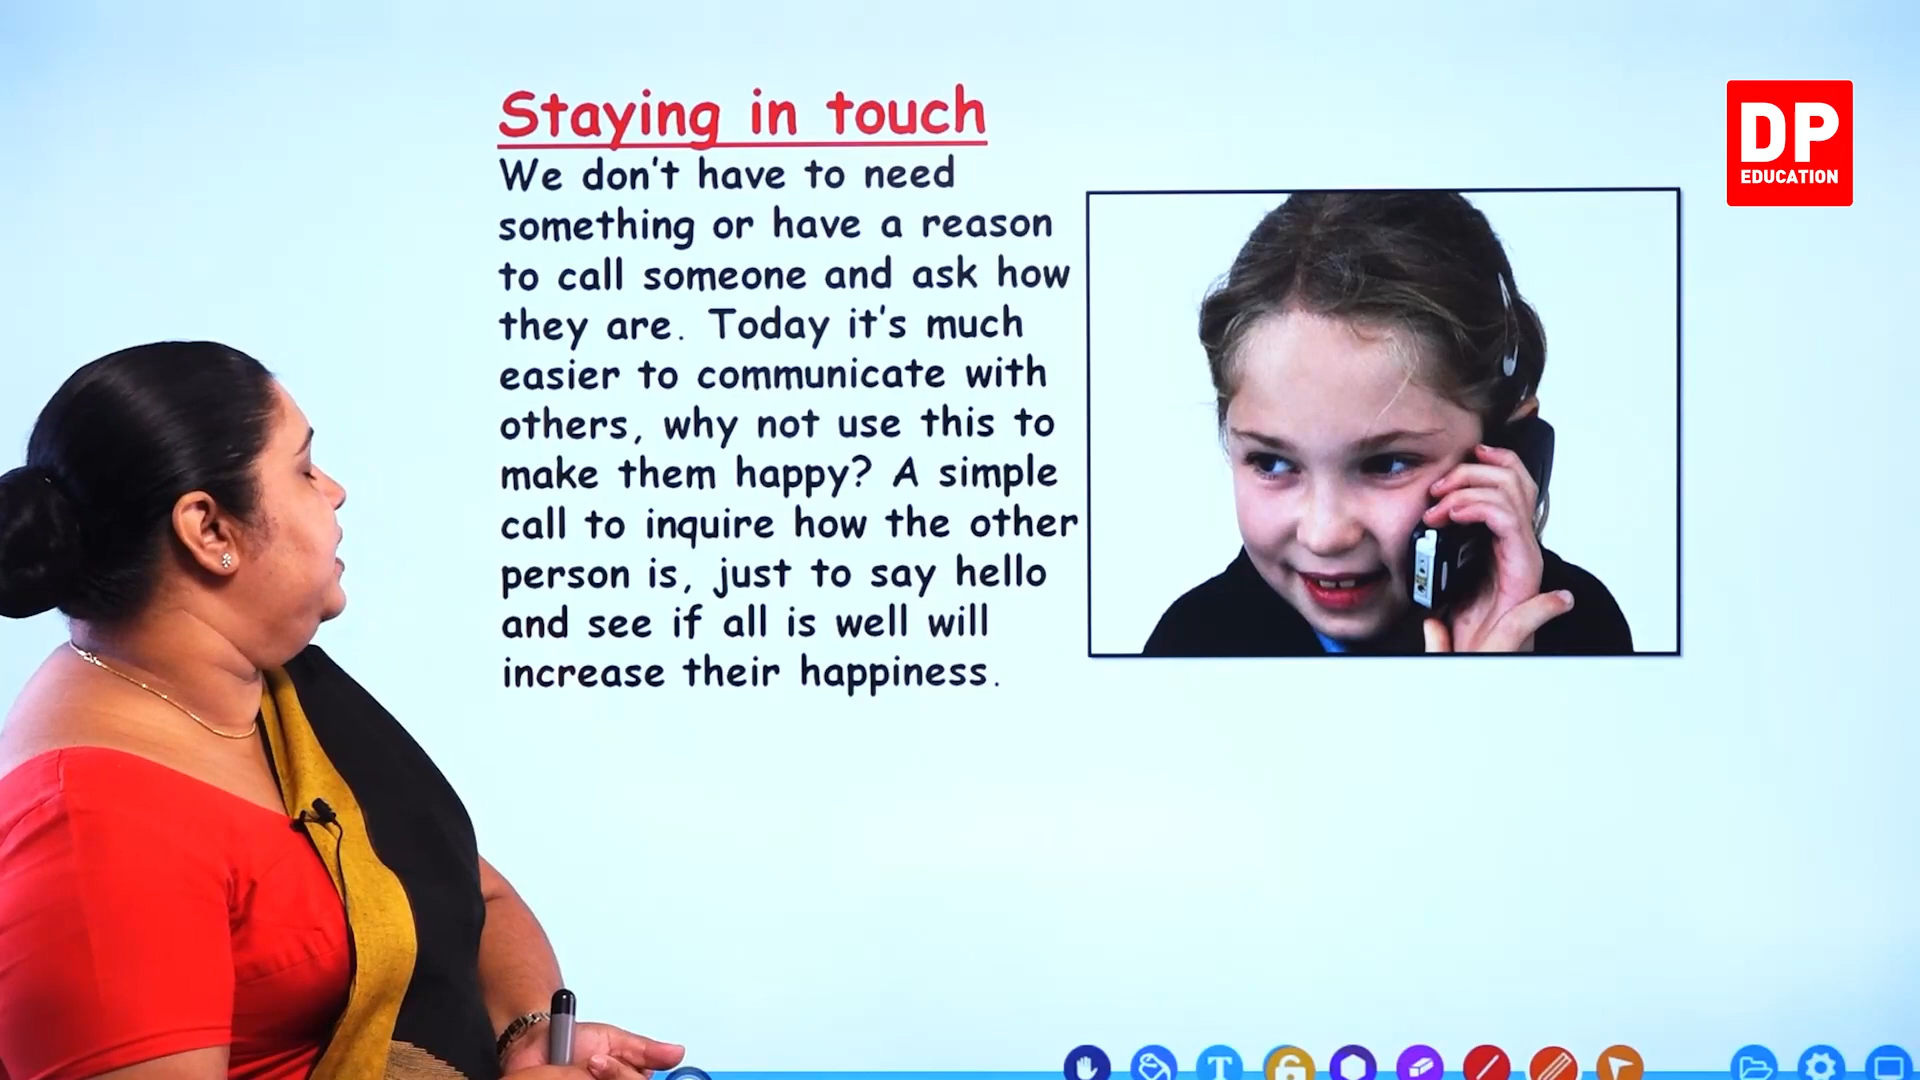 Staying in touch
We don't have to need
something or have a reason
to call someone and ask how
they are. Today it's much
easier to communicate with
others, why not use this to
make them happy? A simple
call to inquire how the other
person is, just to say hello
and see if all is well will
increase their happiness.
DP
EDUCATION
T